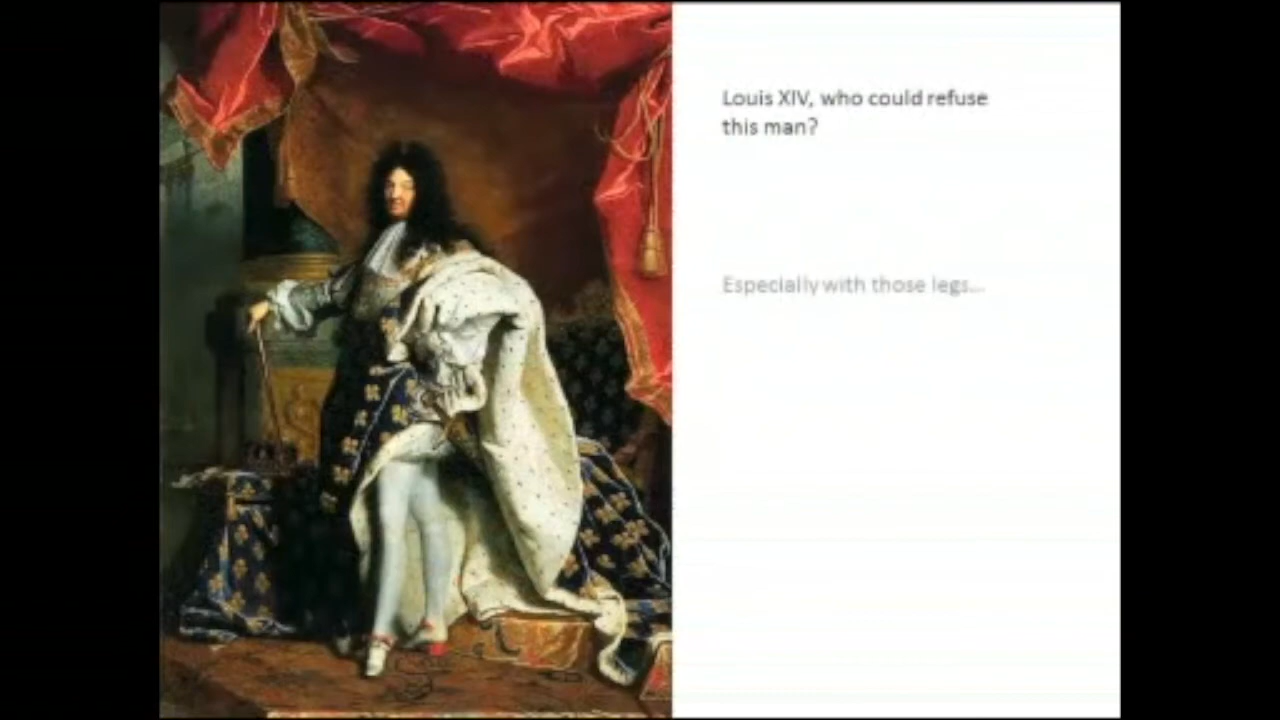 Louis XIV, who could refuse
this man?
Especially with those legs...